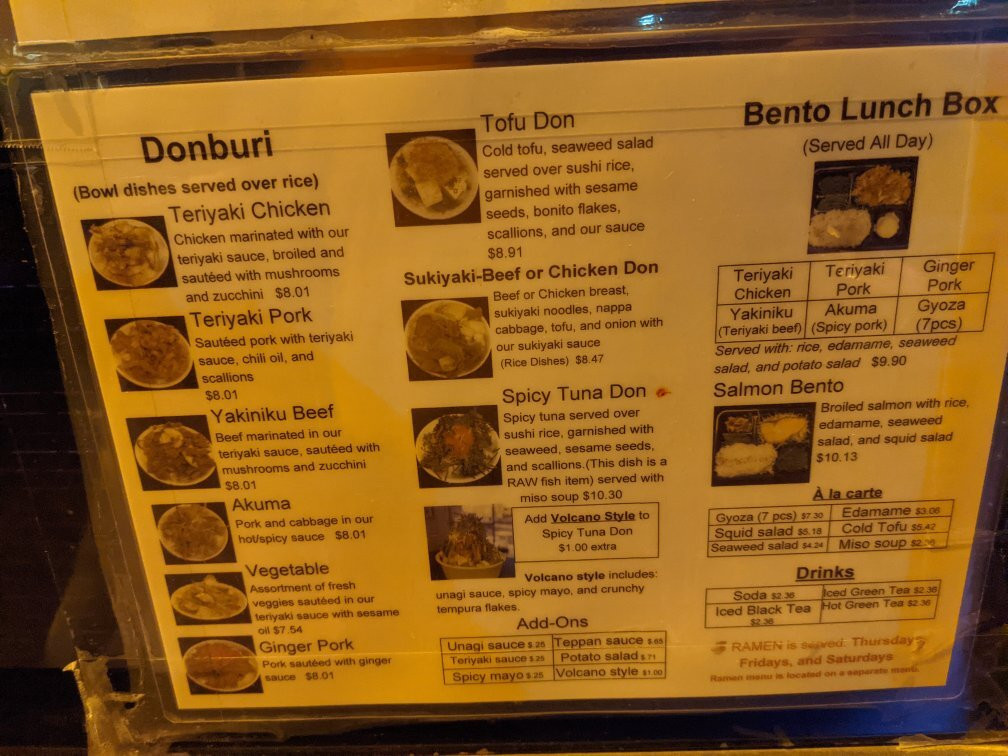 Donburi
(Bowl dishes served over rice)
Teriyaki Chicken
Chicken marinated with our
teriyaki sauce, broiled and
sautéed with mushrooms
and zucchini $8.01
Teriyaki Pork
Sautéed pork with teriyaki
sauce, chili oil, and
scallions
$8.01
Yakiniku Beef
Beef marinated in our
teriyaki sauce, sautéed with
mushrooms and zucchini
$8.01
Akuma
Pork and cabbage in our
hot/spicy sauce $8.01
Vegetable
Assortment of fresh
veggies sautéed in our
teriyaki sauce with sesame
oil $7.54
Ginger Pork
Pork sautéed with ginger
sauce $8.01
Tofu Don
Cold tofu, seaweed salad
served over sushi rice,
garnished with sesame
seeds, bonito flakes,
scallions, and our sauce
$8.91
Sukiyaki-Beef or Chicken Don
Beef or Chicken breast,
sukiyaki noodles, nappa
cabbage, tofu, and onion with
our sukiyaki sauce
(Rice Dishes) $8.47
Spicy Tuna Don
Spicy tuna served over
sushi rice, garnished with
seaweed, sesame seeds,
and scallions.(This dish is a
RAW fish item) served with
miso soup $10.30
Add Volcano Style to
Spicy Tuna Don
$1.00 extra
Volcano style includes:
unagi sauce, spicy mayo, and crunchy
tempura flakes.
Add-Ons
Unagi sauce $.25 Teppan sauce $.65
Teriyaki sauce $.25 Potato salad $.71
Spicy mayo $.25 Volcano style $1.00
Bento Lunch Box
(Served All Day)
Teriyaki Chicken Teriyaki Pork Ginger Pork
Yakiniku (Teriyaki beef) Akuma (Spicy pork) Gyoza (7pcs)
Served with: rice, edamame, seaweed
salad, and potato salad $9.90
Salmon Bento
Broiled salmon with rice,
edamame, seaweed
salad, and squid salad
$10.13
À la carte
Gyoza (7 pcs) $7.30 Edamame $3.06
Squid salad $5.18 Cold Tofu $5.42
Seaweed salad $4.24 Miso soup $2.36
Drinks
Soda $2.36 Iced Green Tea $2.36
Iced Black Tea $2.36 Hot Green Tea $2.36
RAMEN is served: Thursdays,
Fridays, and Saturdays
Ramen menu is located on a separate menu.